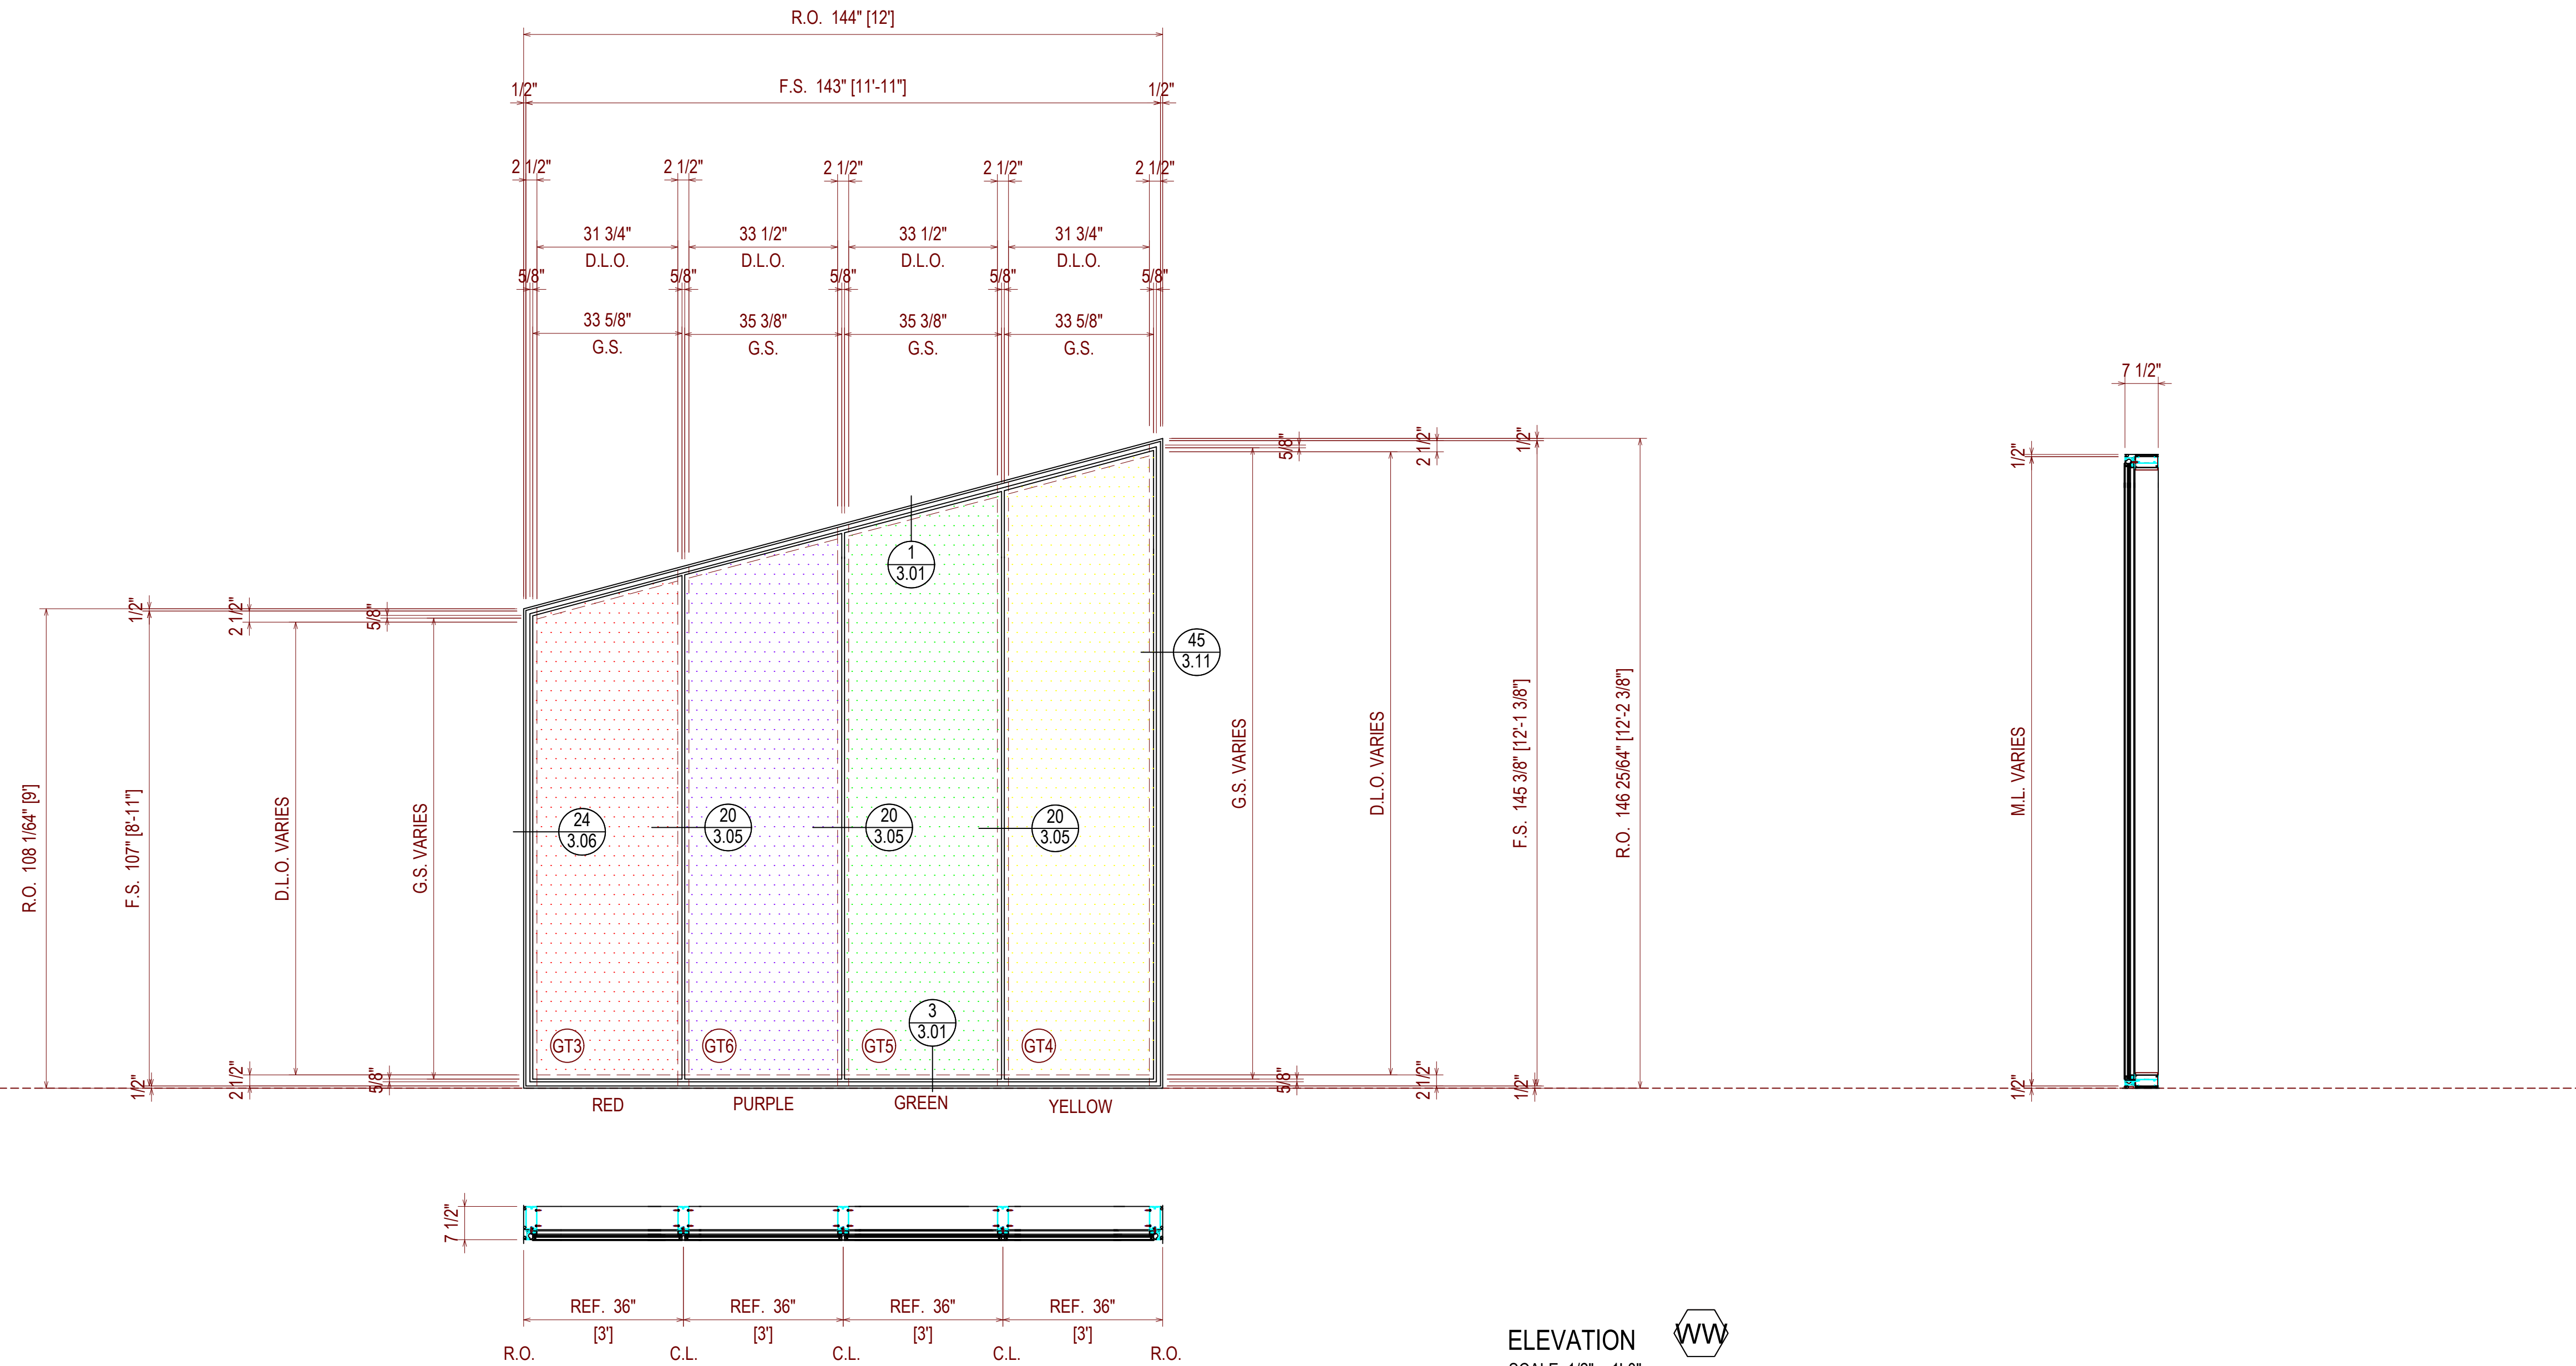 R.O. 144" [12']
F.S. 143" [11'-11"]
1/2"
1/2"
2 1/2"
2 1/2"
2 1/2"
2 1/2"
2 1/2"
31 3/4"
33 1/2"
33 1/2"
31 3/4"
D.L.O.
D.L.O.
D.L.O.
D.L.O.
5/8"
5/8"
5/8"
5/8"
5/8"
33 5/8"
35 3/8"
35 3/8"
33 5/8"
G.S.
G.S.
G.S.
G.S.
R.O. 108 1/64" [9']
F.S. 107" [8'-11"]
1/2"
1/2"
D.L.O. VARIES
2 1/2"
2 1/2"
G.S. VARIES
5/8"
5/8"
1
3.01
45
3.11
24
3.06
20
3.05
20
3.05
20
3.05
3
3.01
GT3
GT6
GT5
GT4
RED
PURPLE
GREEN
YELLOW
G.S. VARIES
5/8"
5/8"
D.L.O. VARIES
2 1/2"
2 1/2"
F.S. 145 3/8" [12'-1 3/8"]
1/2"
1/2"
R.O. 146 25/64" [12'-2 3/8"]
7 1/2"
1/2"
M.L. VARIES
1/2"
7 1/2"
REF. 36"
REF. 36"
REF. 36"
REF. 36"
[3']
[3']
[3']
[3']
R.O.
C.L.
C.L.
C.L.
R.O.
ELEVATION
WW